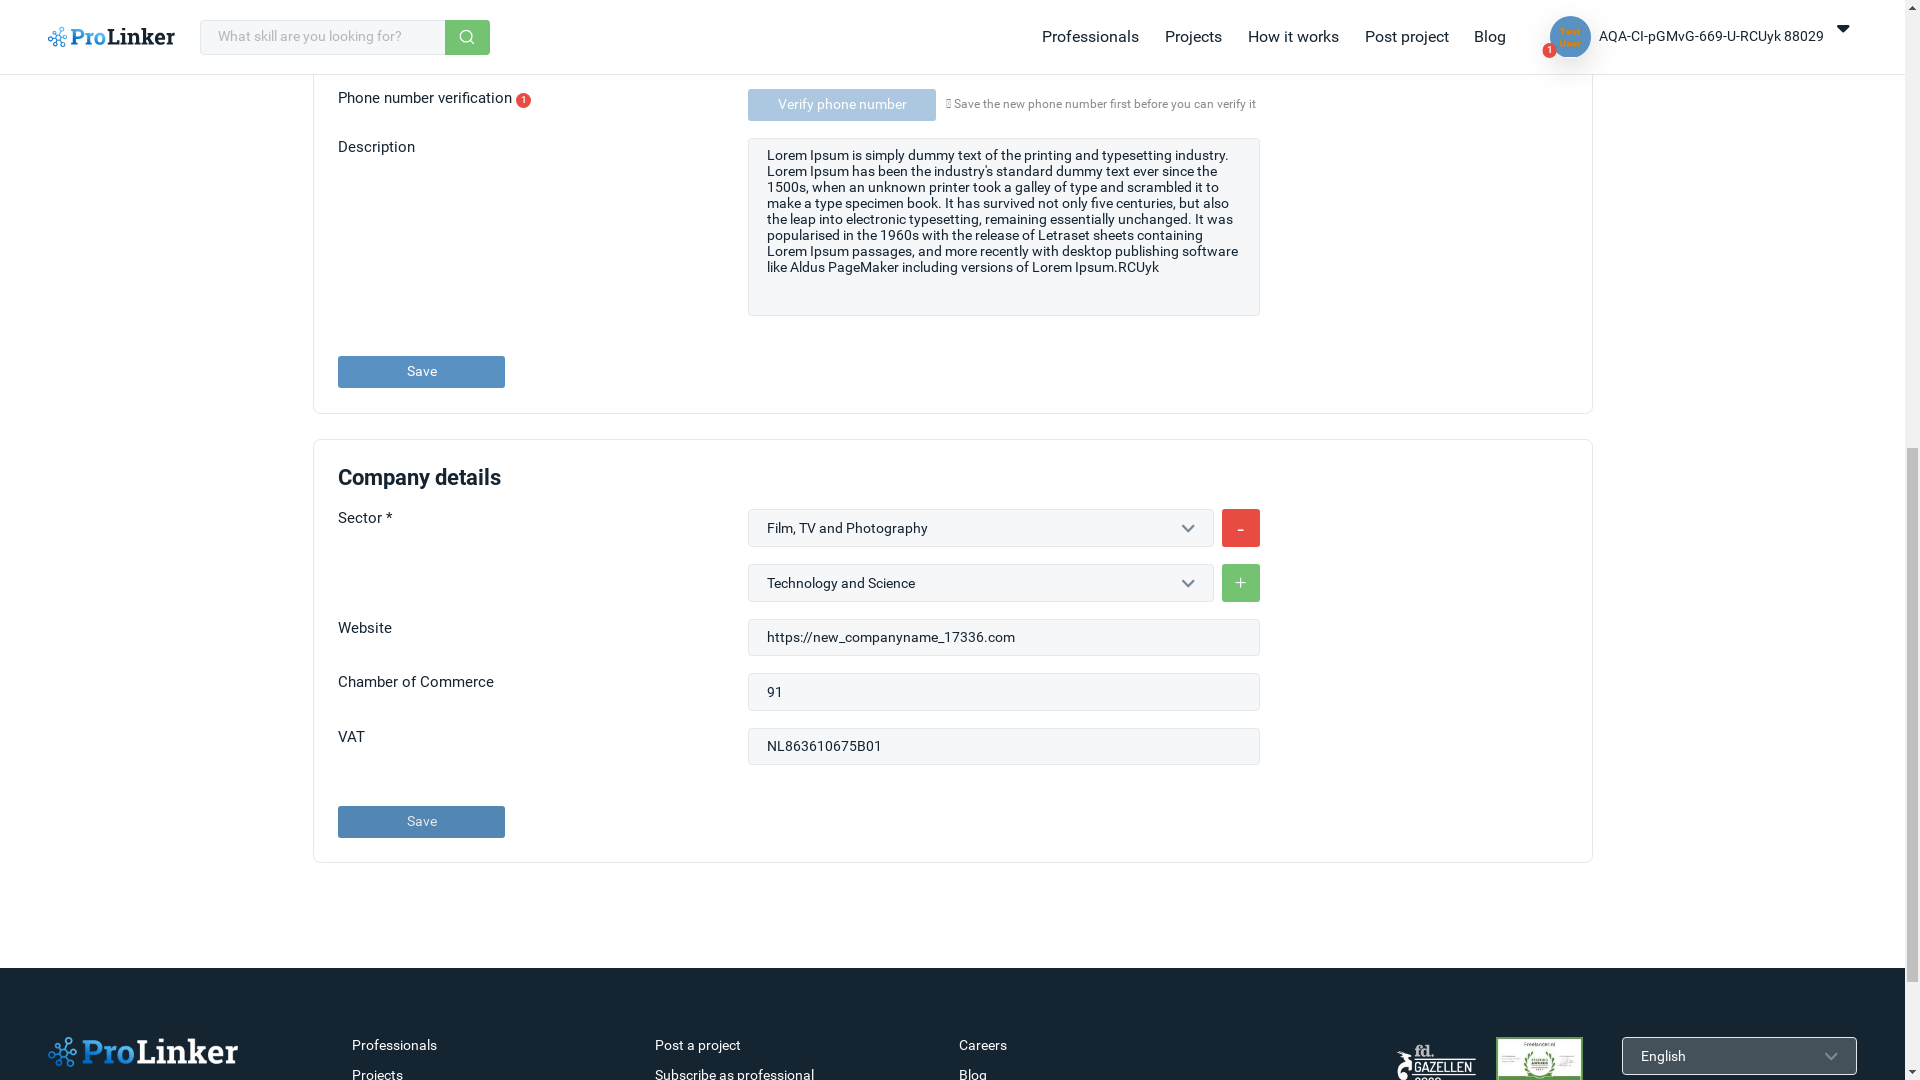 ProLinker
What skill are you looking for?
Professionals
Projects
How it works
Post project
Blog
Test User
1
AQA-CI-pGMvG-669-U-RCUyk 88029
Phone number verification 1
Verify phone number
Save the new phone number first before you can verify it
Description
Lorem Ipsum is simply dummy text of the printing and typesetting industry.
Lorem Ipsum has been the industry's standard dummy text ever since the
1500s, when an unknown printer took a galley of type and scrambled it to
make a type specimen book. It has survived not only five centuries, but also
the leap into electronic typesetting, remaining essentially unchanged. It was
popularised in the 1960s with the release of Letraset sheets containing
Lorem Ipsum passages, and more recently with desktop publishing software
like Aldus PageMaker including versions of Lorem Ipsum.RCUyk
Save
Company details
Sector *
Film, TV and Photography
-
Technology and Science
+
Website
https://new_companyname_17336.com
Chamber of Commerce
91
VAT
NL863610675B01
Save
ProLinker
Professionals
Post a project
Careers
fd.
GAZELLEN
Freelancer.nl
English
Projects
Subscribe as professional
Blog